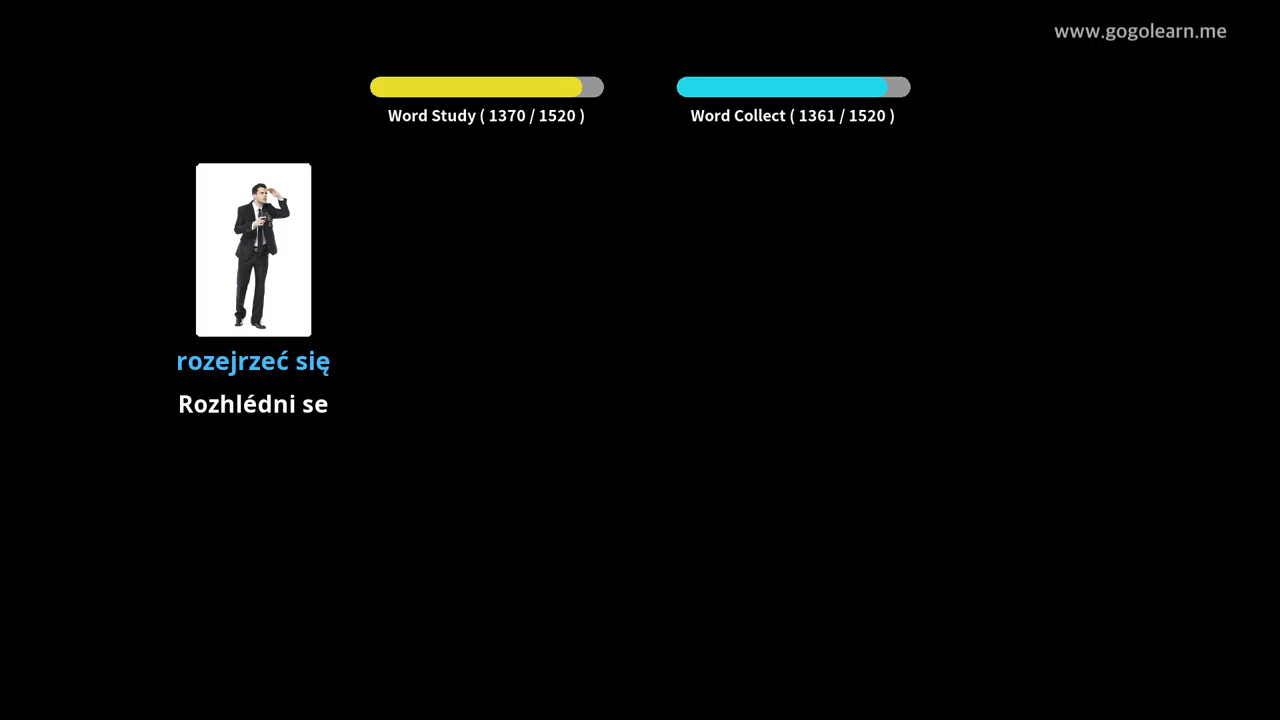 www.gogolearn.me
Word Study ( 1370 / 1520 )
Word Collect ( 1361 / 1520 )
rozejrzeć się
Rozhlédni se